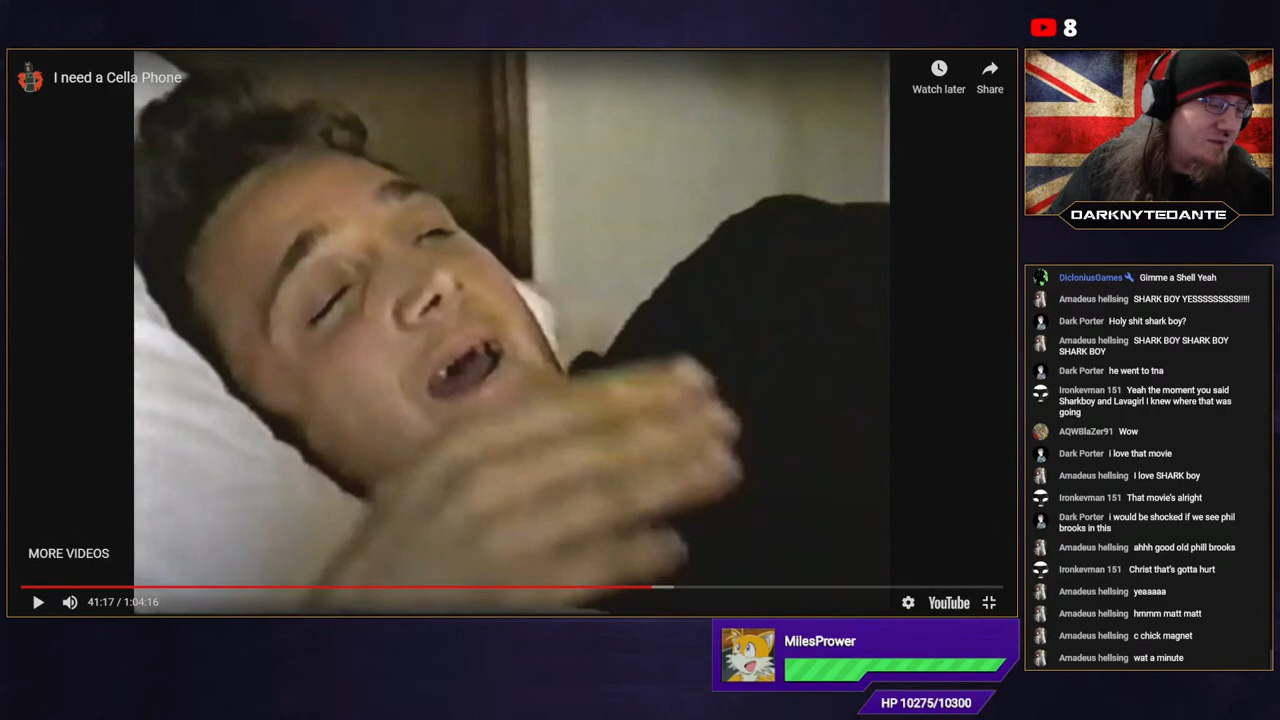 8
I need a Cella Phone
Watch later
Share
DARKNYTEDANTE
DicloniusGames Gimme a Shell Yeah
Amadeus hellsing SHARK BOY YESSSSSSSSS!!!!!
Dark Porter Holy shit shark boy?
Amadeus hellsing SHARK BOY SHARK BOY
SHARK BOY
Dark Porter he went to tna
Ironkevman 151 Yeah the moment you said
Sharkboy and Lavagirl I knew where that was
going
AQWBlaZer91 Wow
Dark Porter i love that movie
Amadeus hellsing I love SHARK boy
Ironkevman 151 That movie's alright
Dark Porter i would be shocked if we see phil
brooks in this
Amadeus hellsing ahhh good old phill brooks
Ironkevman 151 Christ that's gotta hurt
Amadeus hellsing yeaaaaa
Amadeus hellsing hmmm matt matt
Amadeus hellsing c chick magnet
Amadeus hellsing wat a minute
MORE VIDEOS
41:17 / 1:04:16
YouTube
MilesPrower
HP 10275/10300